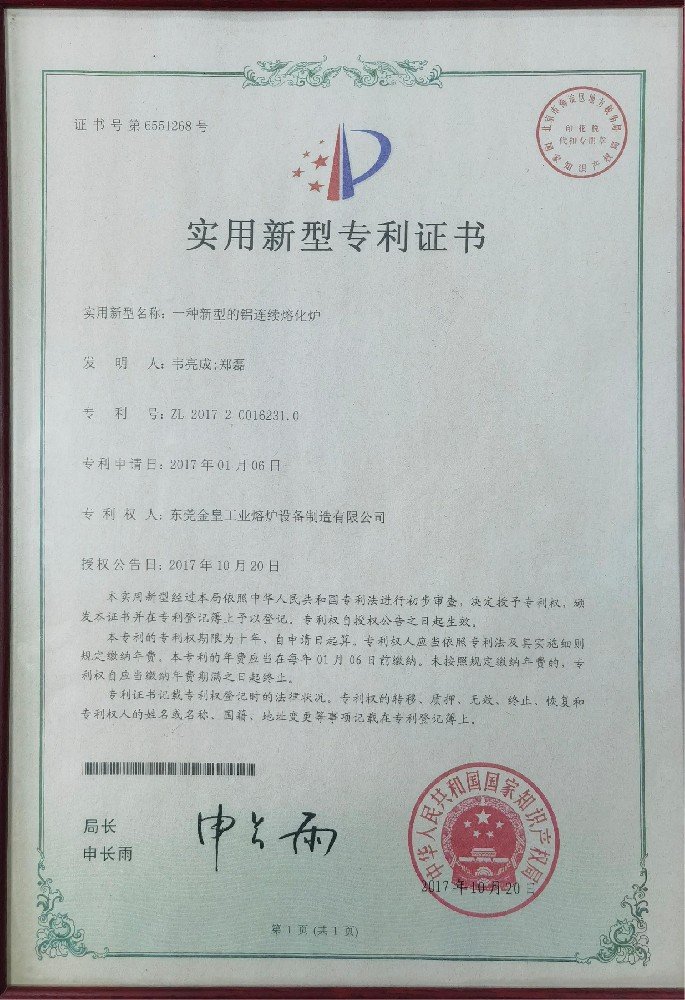 证书号第6551268号
印花税
代扣专用章
实用新型专利证书
实用新型名称：一种新型的铝连续熔化炉
发明人：韦亮成;郑磊
专利号：ZL 2017 2 0016231.0
专利申请日：2017年01月06日
专利权人：东莞金皇工业熔炉设备制造有限公司
授权公告日：2017年10月20日
本实用新型经过本局依照中华人民共和国专利法进行初步审查，决定授予专利权，颁
发本证书并在专利登记簿上予以登记。专利权自授权公告之日起生效。
本专利的专利权期限为十年，自申请日起算。专利权人应当依照专利法及其实施细则
规定缴纳年费。本专利的年费应当在每年01月06日前缴纳。未按照规定缴纳年费的，专
利权自应当缴纳年费期满之日起终止。
专利证书记载专利权登记时的法律状况。专利权的转移、质押、无效、终止、恢复和
专利权人的姓名或名称、国籍、地址变更等事项记载在专利登记簿上。
局长
申长雨
申长雨
中华人民共和国国家知识产权局
2017年10月20日
第1页(共1页)